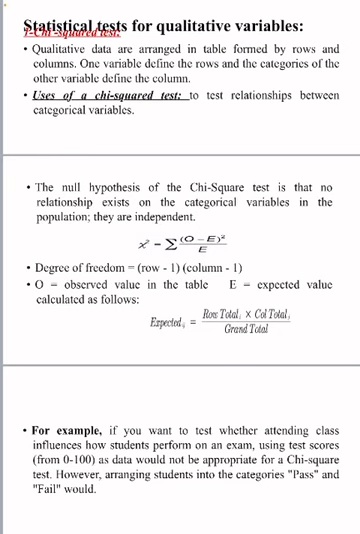 Statistical tests for qualitative variables:
1-Chi -squared test:
• Qualitative data are arranged in table formed by rows and
columns. One variable define the rows and the categories of the
other variable define the column.
• Uses of a chi-squared test: to test relationships between
categorical variables.
• The null hypothesis of the Chi-Square test is that no
relationship exists on the categorical variables in the
population; they are independent.
χ² = ∑ (O – E)² / E
• Degree of freedom = (row - 1) (column - 1)
• O = observed value in the table E = expected value
calculated as follows:
Expected ij = Row Total i × Col Total j / Grand Total
• For example, if you want to test whether attending class
influences how students perform on an exam, using test scores
(from 0-100) as data would not be appropriate for a Chi-square
test. However, arranging students into the categories "Pass" and
"Fail" would.